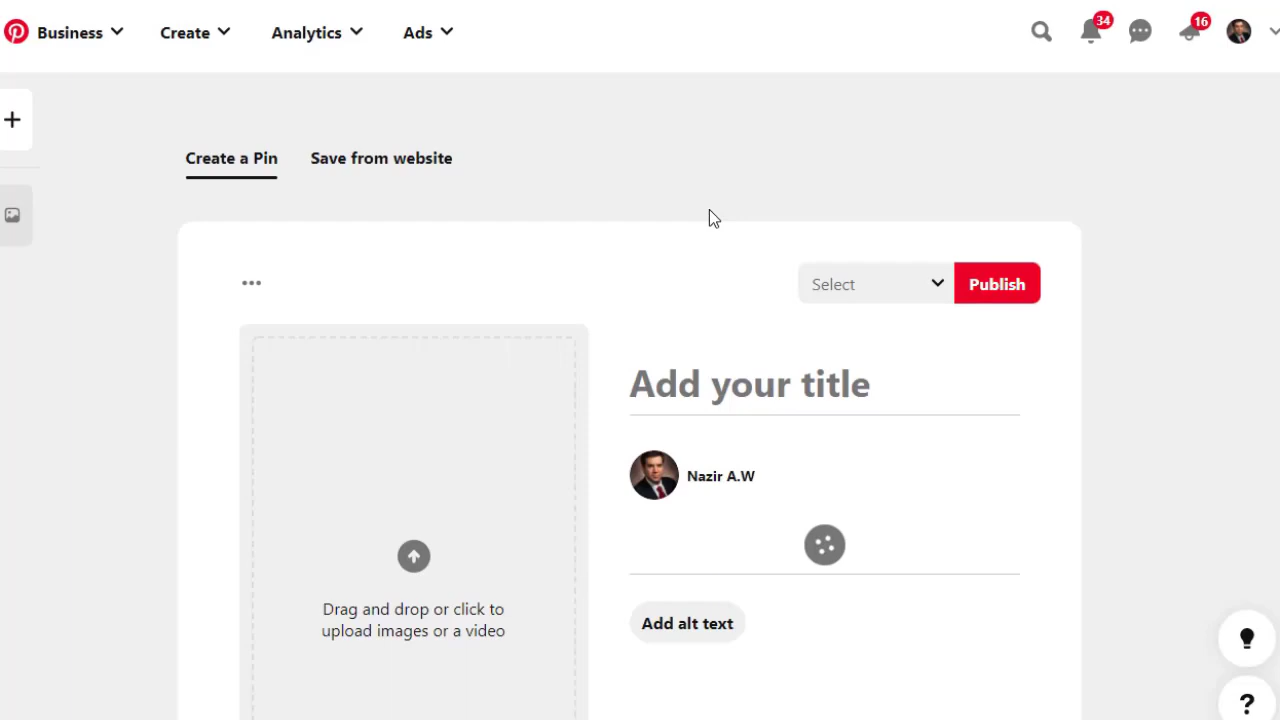 Business
Create
Analytics
Ads
34
16
Create a Pin
Save from website
Select
Publish
Add your title
Nazir A.W
Drag and drop or click to
upload images or a video
Add alt text
?